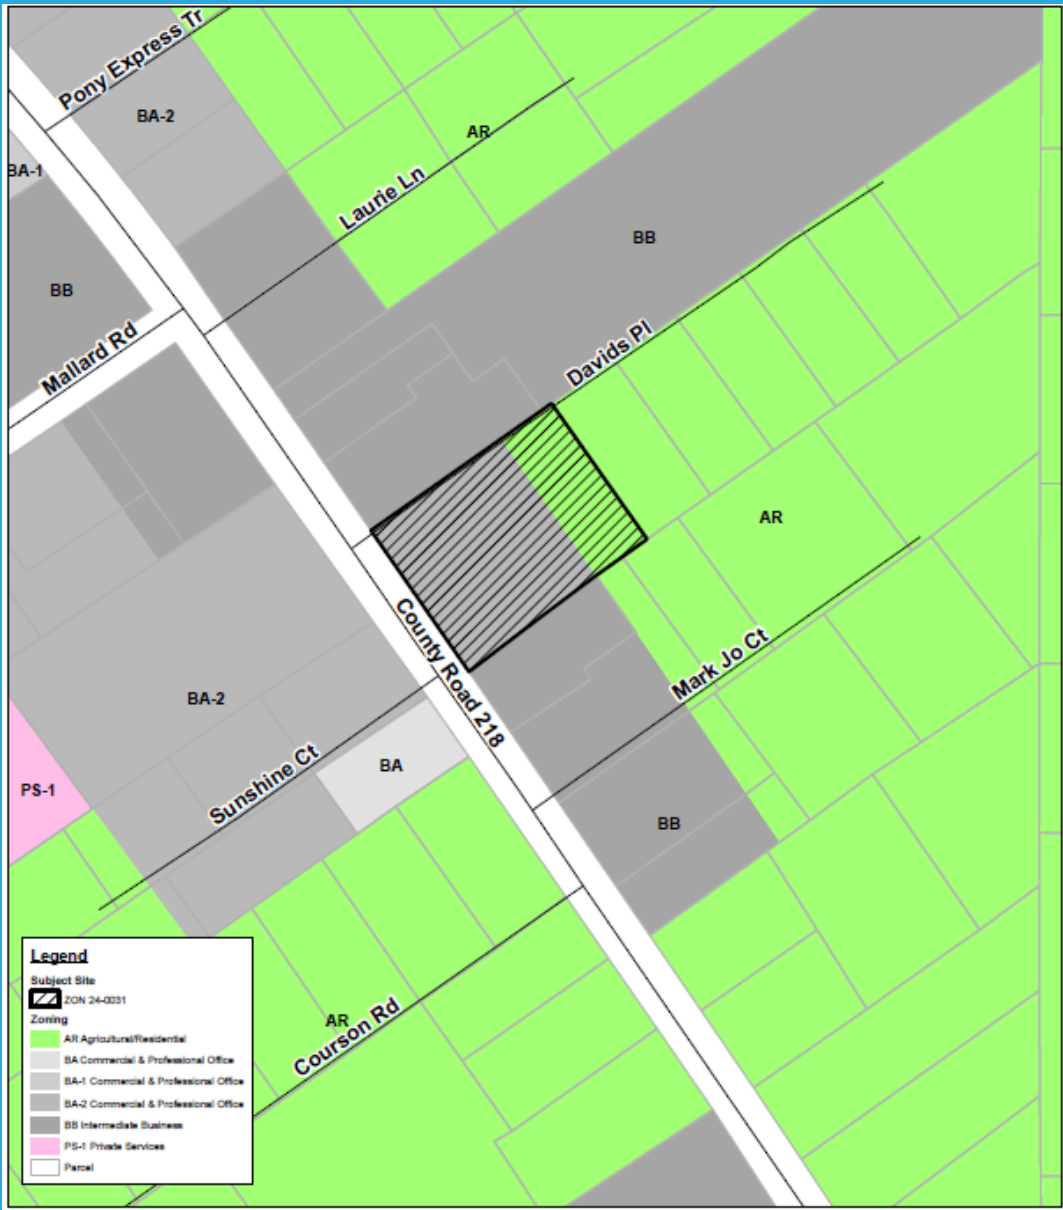 Pony Express Tr
BA-2
AR
BA-1
Laurie Ln
BB
BB
Mallard Rd
Davids Pl
AR
County Road 218
Mark Jo Ct
BA-2
Sunshine Ct
BA
PS-1
BB
AR
Courson Rd
Legend
Subject Site
ZON 24-0031
Zoning
AR Agricultural/Residential
BA Commercial & Professional Office
BA-1 Commercial & Professional Office
BA-2 Commercial & Professional Office
BB Intermediate Business
PS-1 Private Services
Parcel